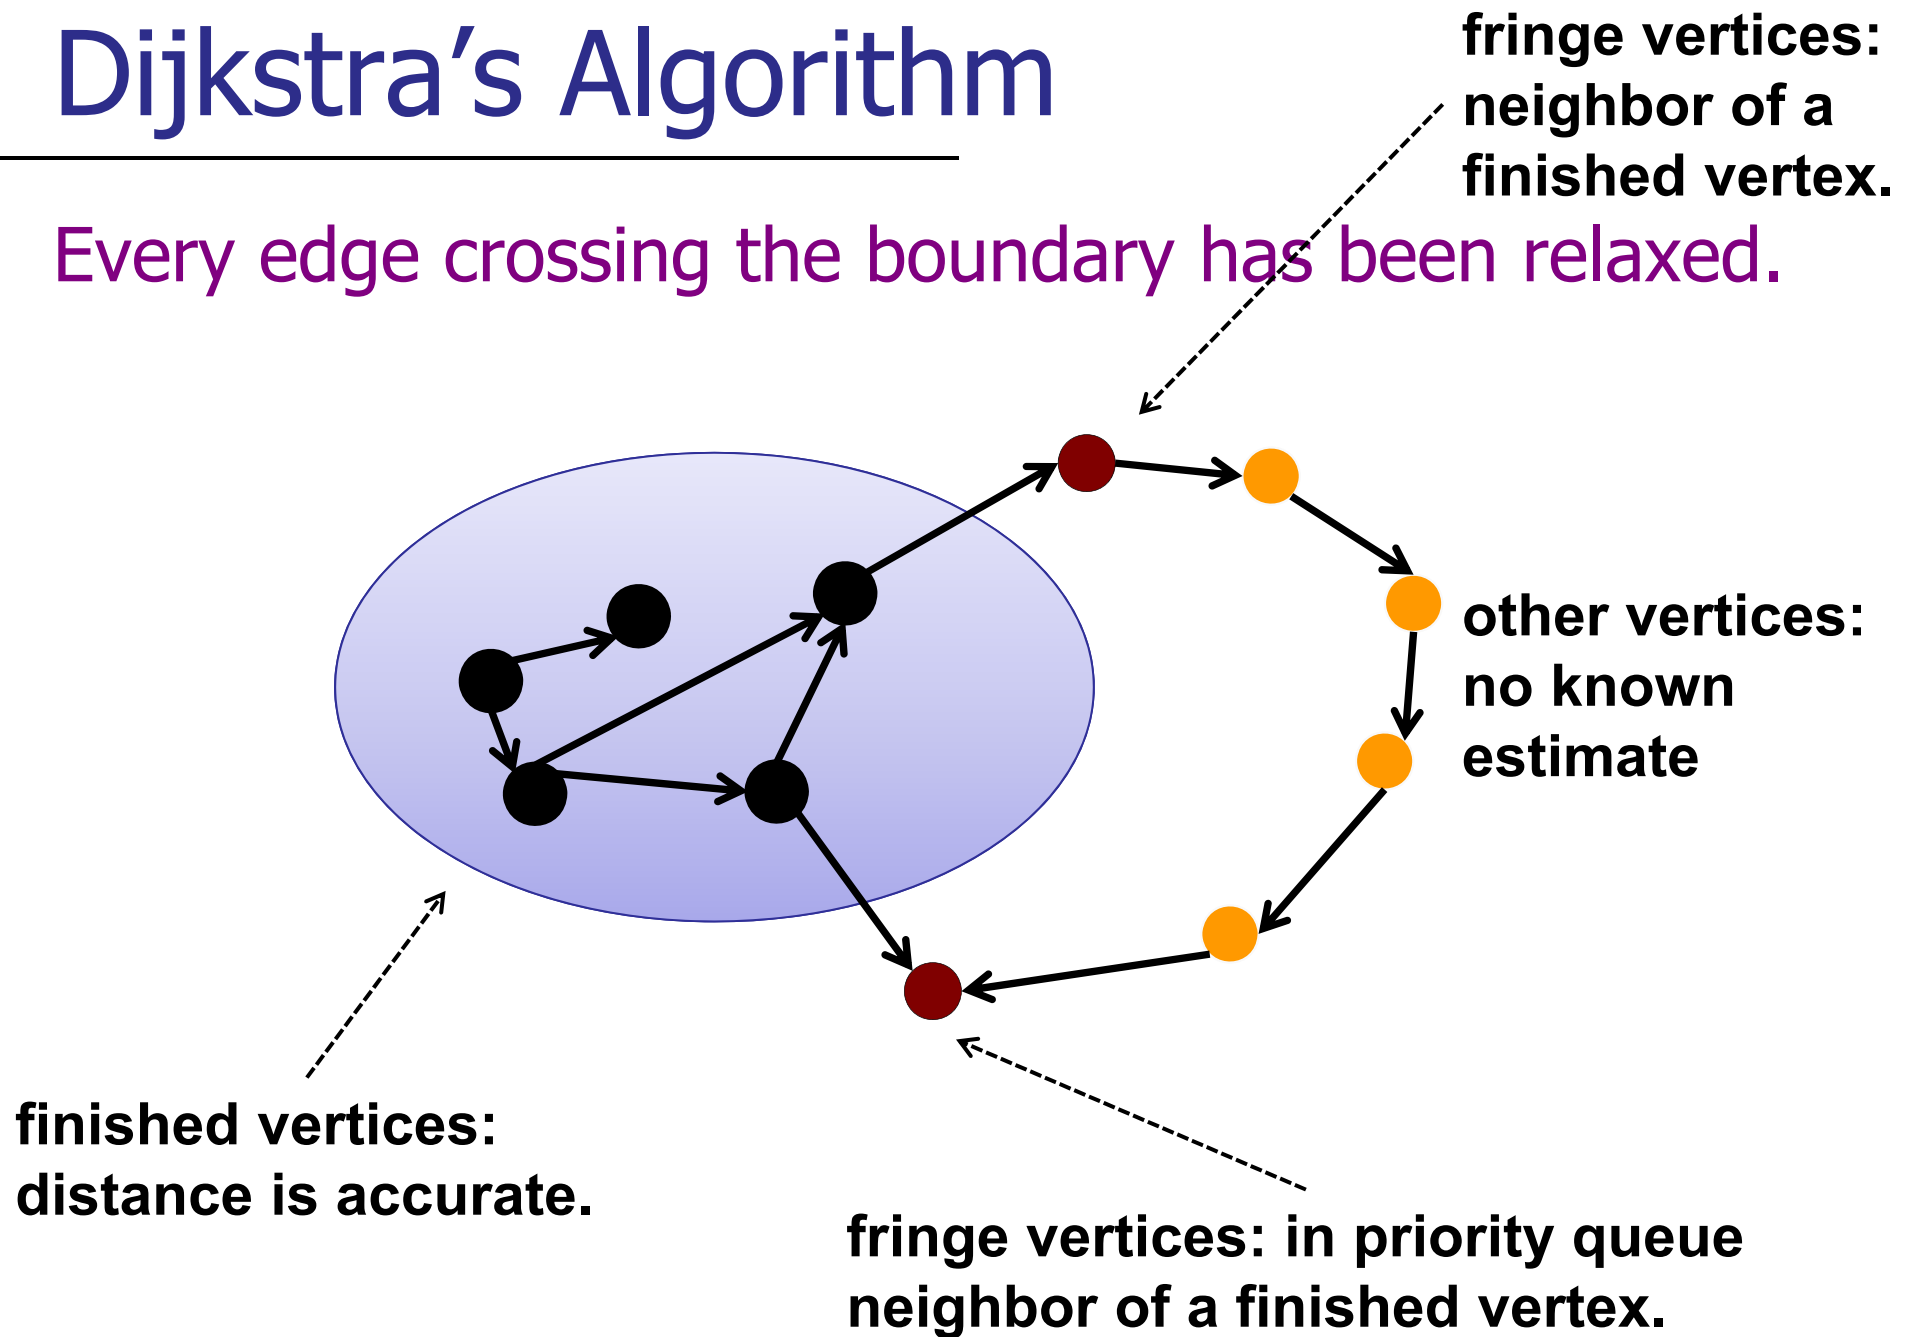 Dijkstra’s Algorithm
fringe vertices:
neighbor of a
finished vertex.
Every edge crossing the boundary has been relaxed.
other vertices:
no known
estimate
finished vertices:
distance is accurate.
fringe vertices: in priority queue
neighbor of a finished vertex.